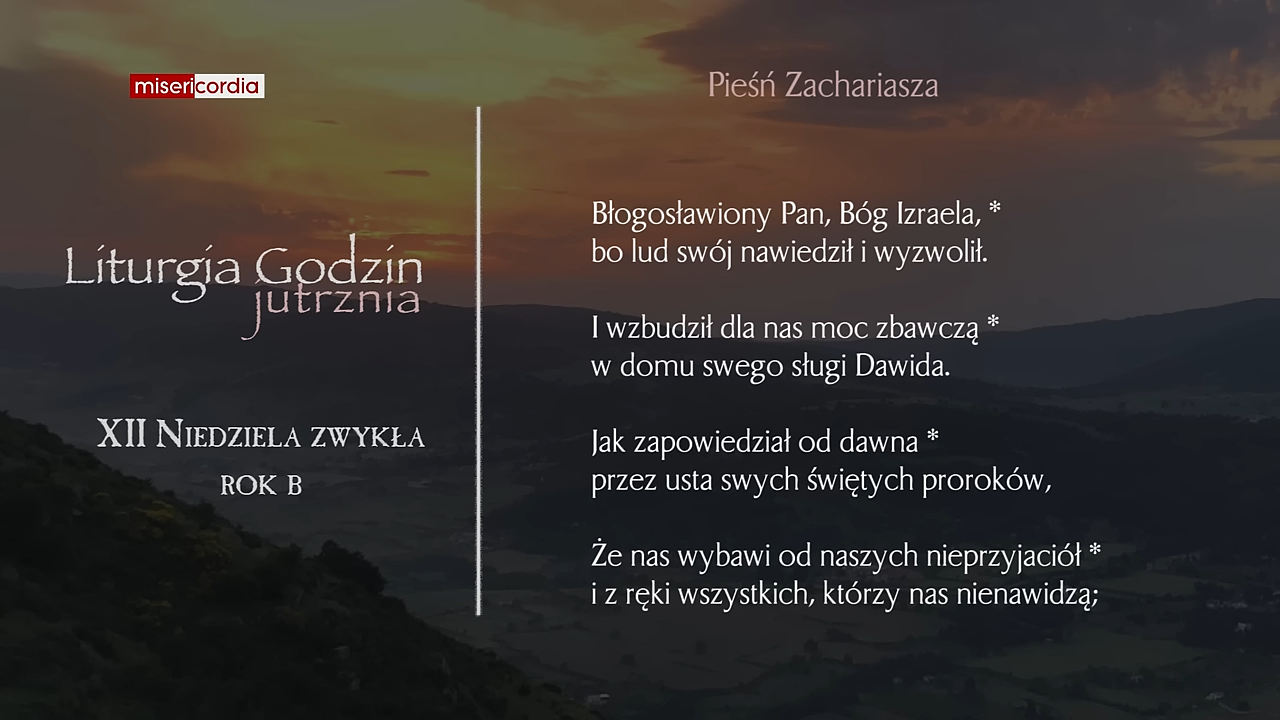 misericordia
Liturgia Godzin
jutrznia
XII Niedziela zwykła
rok B
Pieśń Zachariasza
Błogosławiony Pan, Bóg Izraela, *
bo lud swój nawiedził i wyzwolił.
I wzbudził dla nas moc zbawczą *
w domu swego sługi Dawida.
Jak zapowiedział od dawna *
przez usta swych świętych proroków,
Że nas wybawi od naszych nieprzyjaciół *
i z ręki wszystkich, którzy nas nienawidzą;